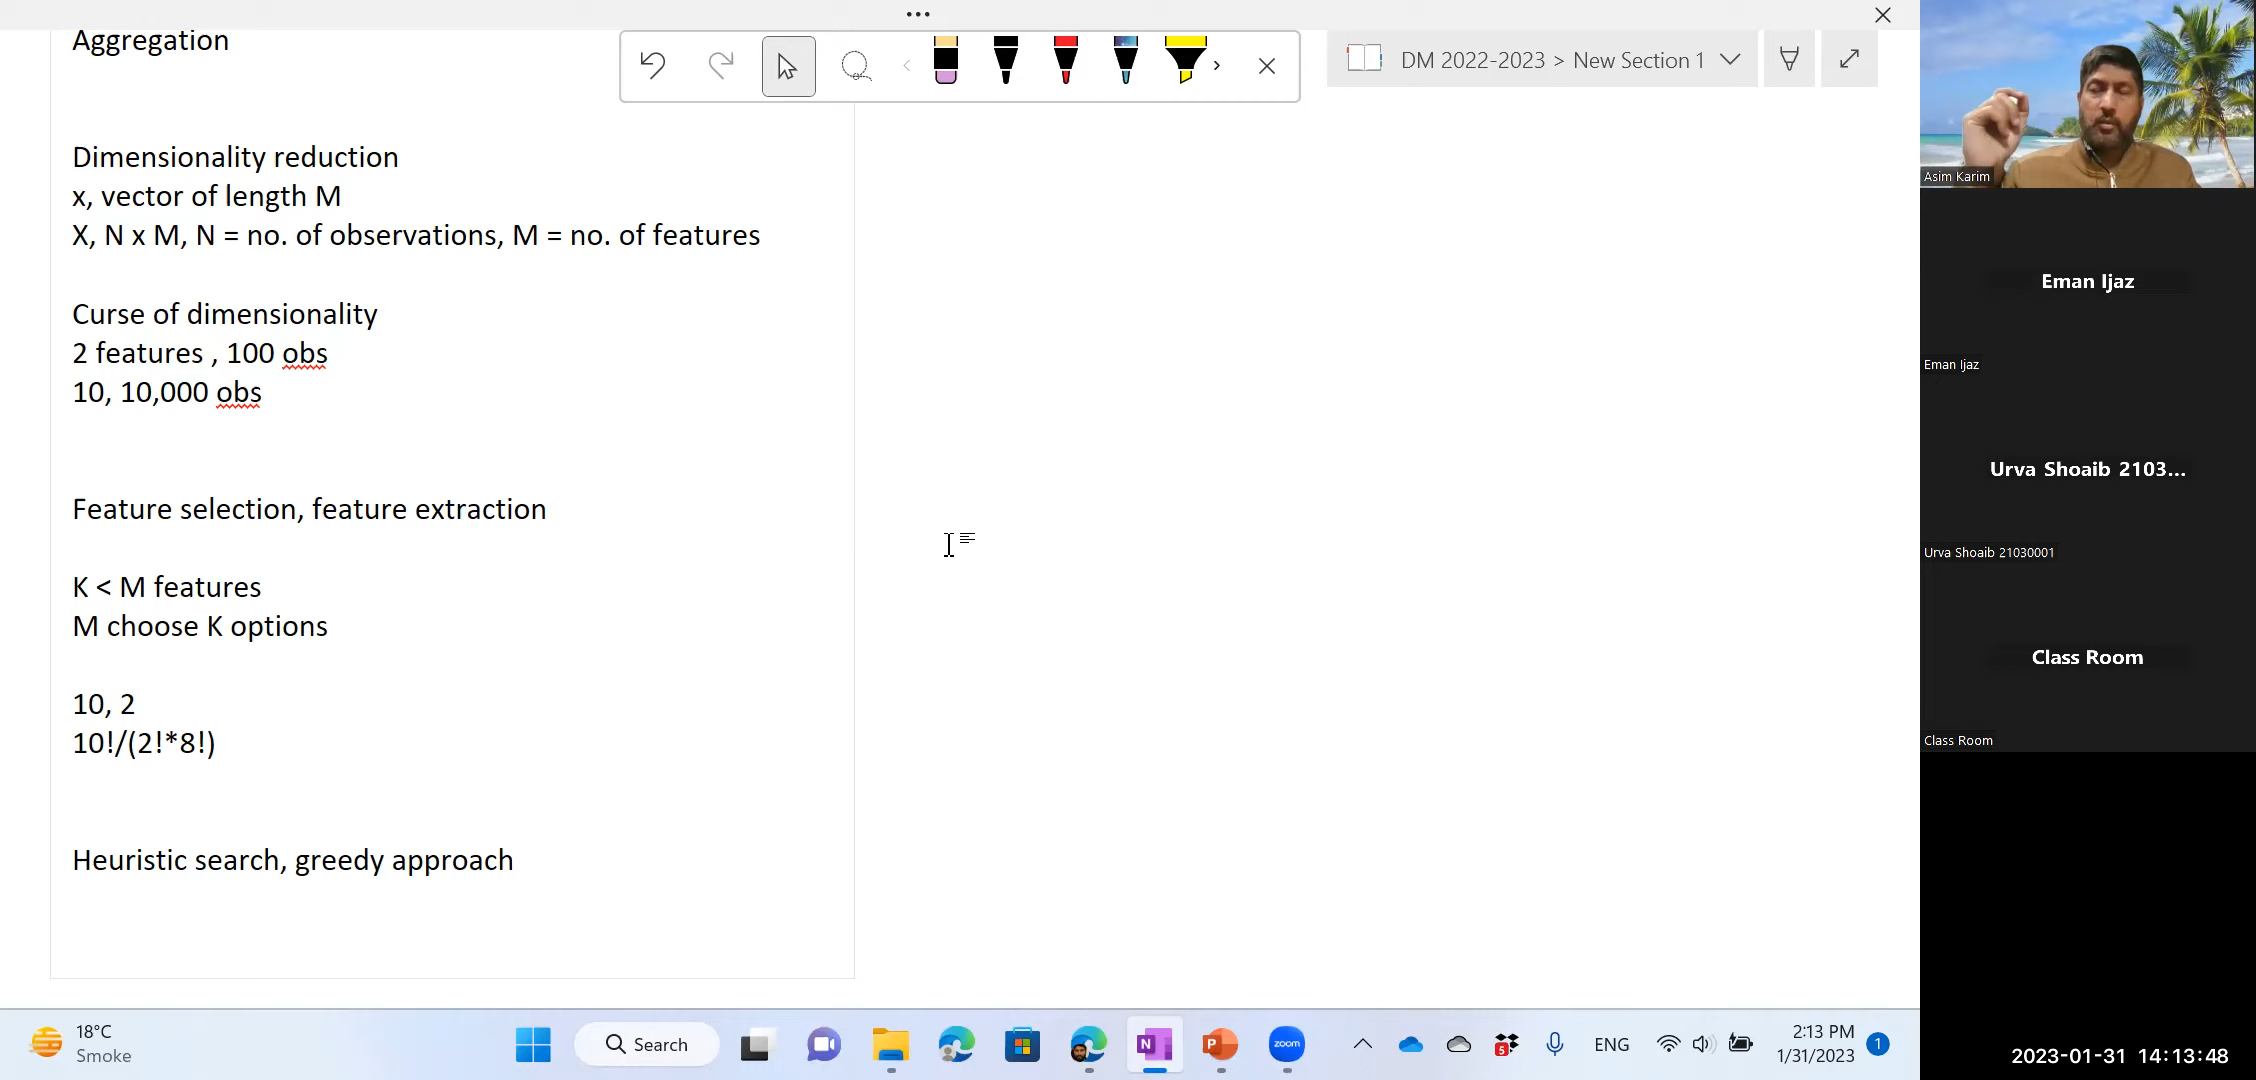 Aggregation
DM 2022-2023 > New Section 1
Dimensionality reduction
x, vector of length M
X, N x M, N = no. of observations, M = no. of features
Curse of dimensionality
2 features , 100 obs
10, 10,000 obs
Feature selection, feature extraction
K < M features
M choose K options
10, 2
10!/(2!*8!)
Heuristic search, greedy approach
Asim Karim
Eman Ijaz
Eman Ijaz
Urva Shoaib 2103...
Urva Shoaib 21030001
Class Room
Class Room
18°C
Smoke
Search
N
P
zoom
5
ENG
2:13 PM
1/31/2023
1
2023-01-31 14:13:48